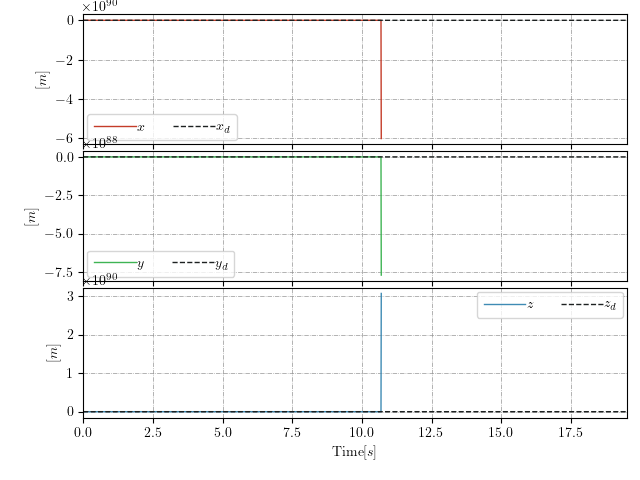 ×10⁹⁰
0
−2
−4
−6
[m]
x x_d
×10⁸⁸
0.0
−2.5
−5.0
−7.5
[m]
y y_d
×10⁹⁰
3
2
1
0
[m]
z z_d
0.0 2.5 5.0 7.5 10.0 12.5 15.0 17.5
Time[s]